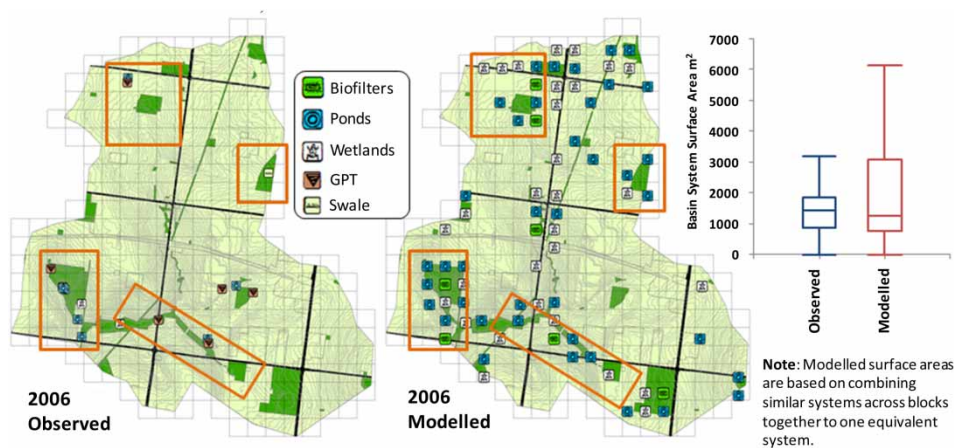 2006
Observed
Biofilters
Ponds
Wetlands
GPT
Swale
2006
Modelled
Basin System Surface Area m²
7000
6000
5000
4000
3000
2000
1000
0
Observed
Modelled
Note: Modelled surface areas
are based on combining
similar systems across blocks
together to one equivalent
system.